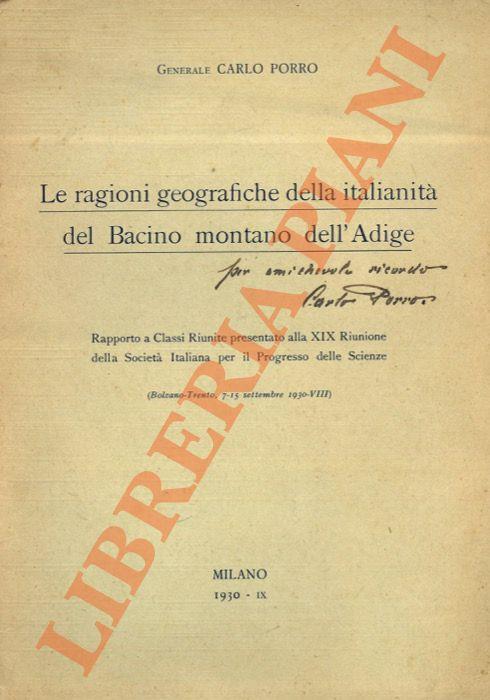 Generale CARLO PORRO
Le ragioni geografiche della italianità
del Bacino montano dell'Adige
per amichevole ricordo
Carlo Porro
Rapporto a Classi Riunite presentato alla XIX Riunione
della Società Italiana per il Progresso delle Scienze
(Bolzano-Trento, 7-15 settembre 1930-VIII)
MILANO
1930 - IX
LIBRERIA PIANI